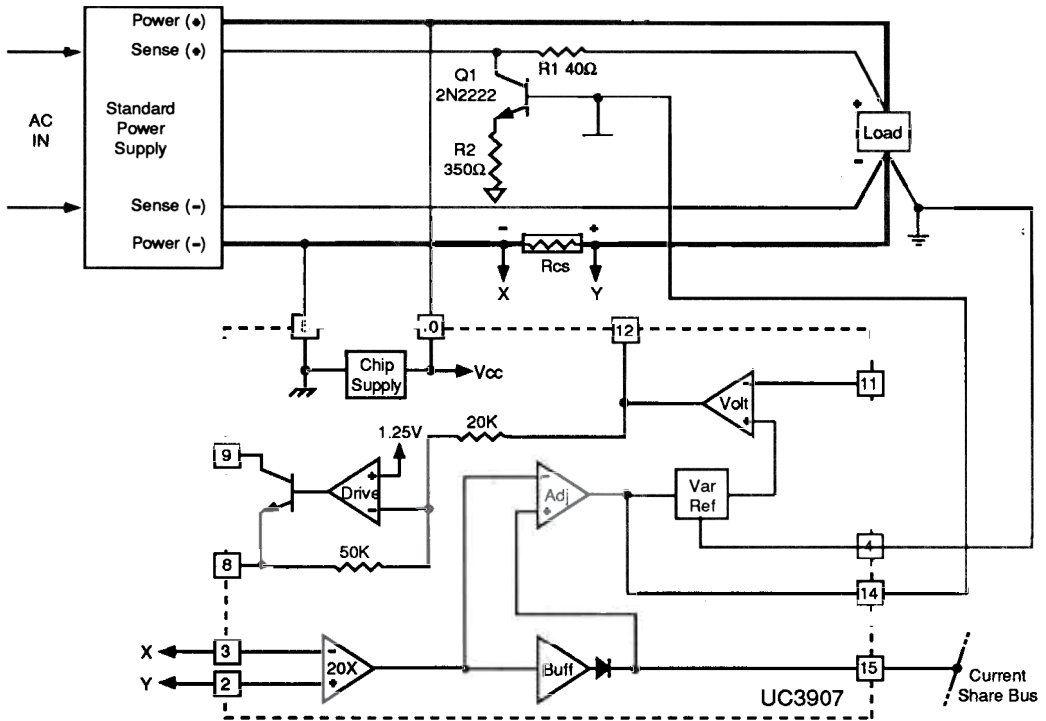 Power (+)
Sense (+)
AC
IN
Standard
Power
Supply
Sense (-)
Power (-)
Q1
2N2222
R1 40Ω
R2
350Ω
+
Load
-
-
+
Rcs
X
Y
12
Chip
Supply
Vcc
11
-
Volt
+
20K
1.25V
9
+
Drive
-
-
Adj
+
Var
Ref
4
8
50K
14
X
3
-
20X
Y
2
+
Buff
15
UC3907
Current
Share Bus